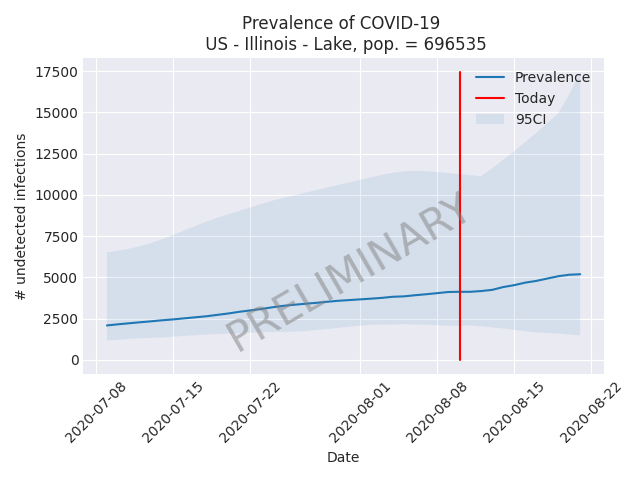 Prevalence of COVID-19
US - Illinois - Lake, pop. = 696535
17500
15000
12500
10000
7500
5000
2500
0
# undetected infections
Prevalence
Today
95CI
PRELIMINARY
2020-07-08
2020-07-15
2020-07-22
2020-08-01
2020-08-08
2020-08-15
2020-08-22
Date